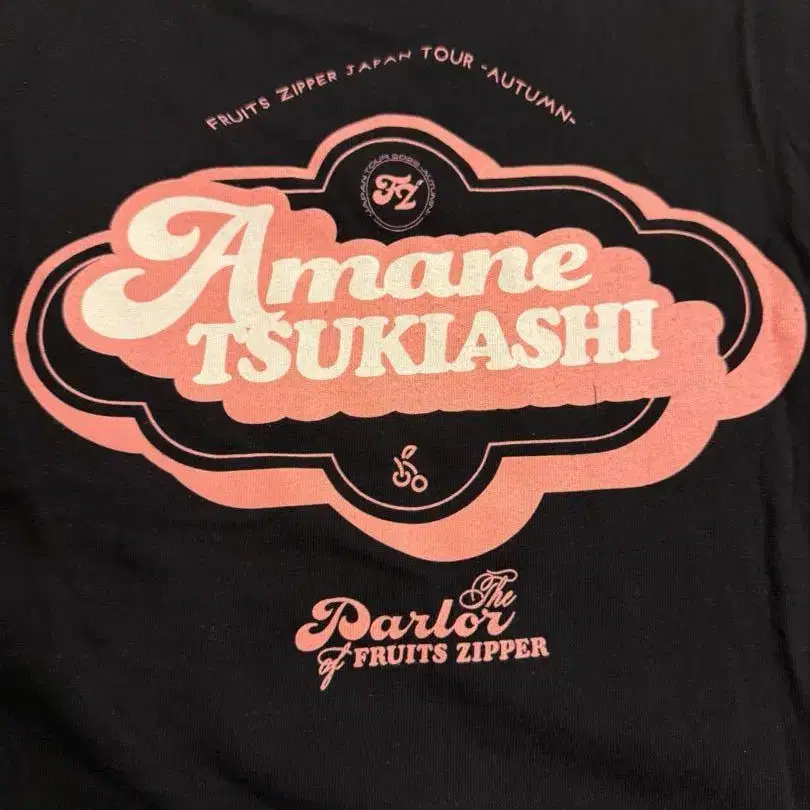 FRUITS ZIPPER JAPAN TOUR -AUTUMN-
FZ
Amane
TSUKIASHI
The
Parlor
of FRUITS ZIPPER